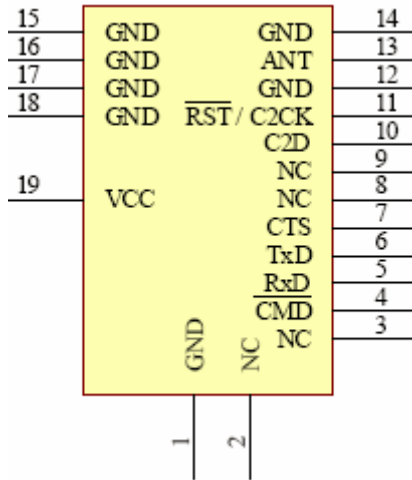 15 GND GND 14
16 GND ANT 13
17 GND GND 12
18 GND RST/ C2CK 11
C2D 10
NC 9
19 VCC NC 8
CTS 7
TxD 6
RxD 5
CMD 4
NC 3
GND NC
1 2